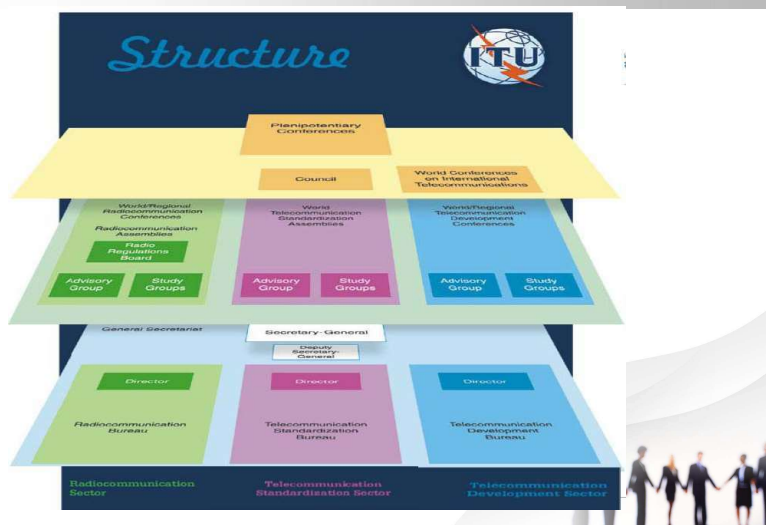 Structure
ITU
Plenipotentiary
Conferences
Council
World Conferences
on International
Telecommunications
World/Regional
Radiocommunication
Conferences
Radiocommunication
Assemblies
Radio
Regulations
Board
Advisory
Group
Study
Groups
World
Telecommunication
Standardization
Assemblies
Advisory
Group
Study
Groups
World/Regional
Telecommunication
Development
Conferences
Advisory
Group
Study
Groups
General Secretariat
Secretary-General
Deputy
Secretary-
General
Director
Radiocommunication
Bureau
Director
Telecommunication
Standardization
Bureau
Director
Telecommunication
Development
Bureau
Radiocommunication
Sector
Telecommunication
Standardization Sector
Telecommunication
Development Sector